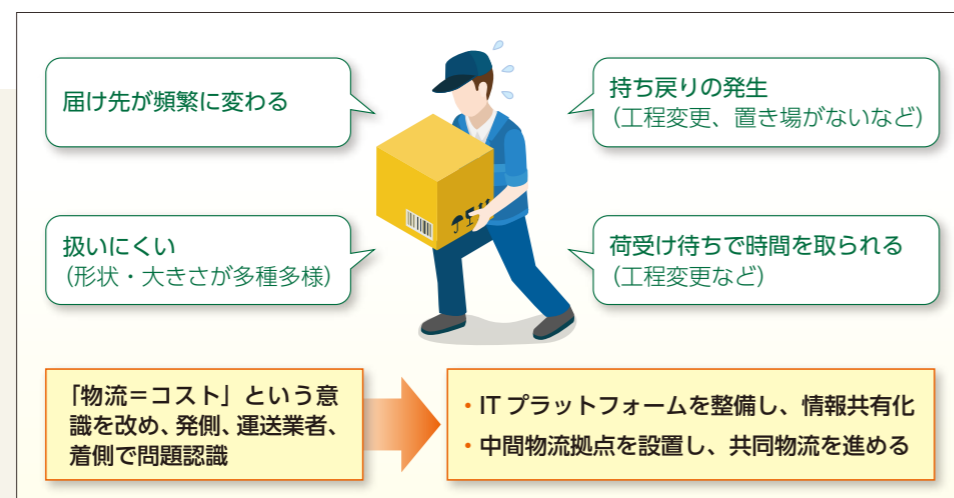 届け先が頻繁に変わる
持ち戻りの発生
（工程変更、置き場がないなど）
扱いにくい
（形状・大きさが多種多様）
荷受け待ちで時間を取られる
（工程変更など）
「物流＝コスト」という意
識を改め、発側、運送業者、
着側で問題認識
・IT プラットフォームを整備し、情報共有化
・中間物流拠点を設置し、共同物流を進める